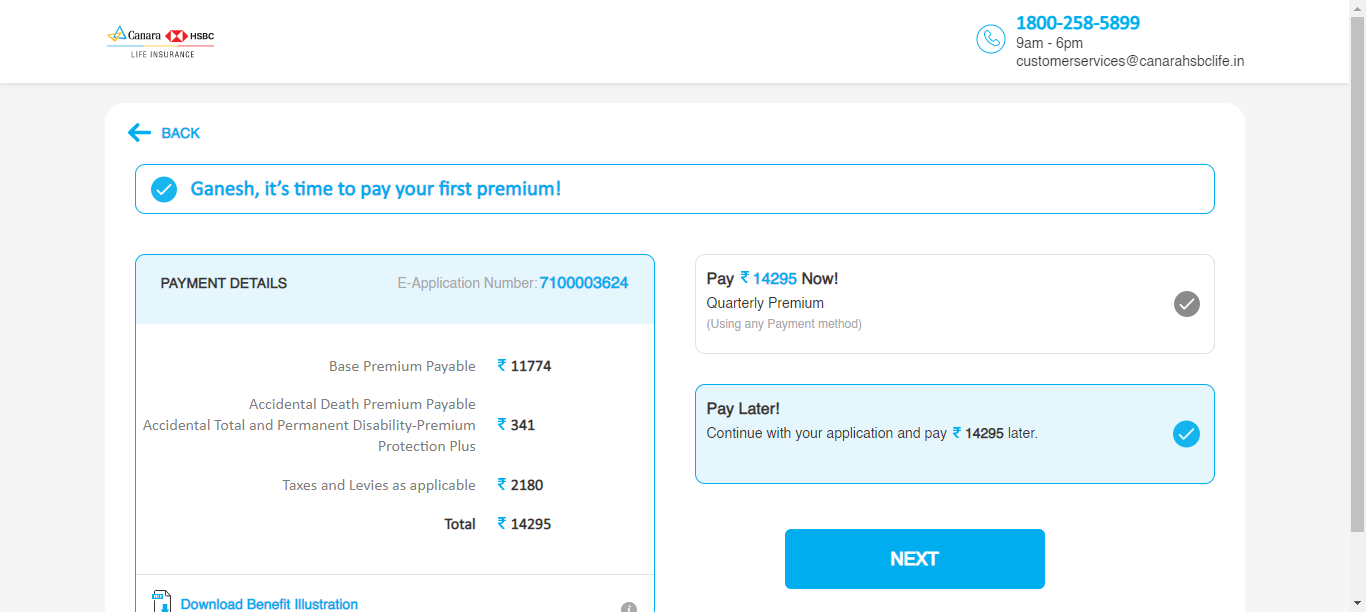 Canara HSBC
LIFE INSURANCE
1800-258-5899
9am - 6pm
customerservices@canarahsbclife.in
BACK
Ganesh, it's time to pay your first premium!
PAYMENT DETAILS E-Application Number: 7100003624
Base Premium Payable ₹ 11774
Accidental Death Premium Payable
Accidental Total and Permanent Disability-Premium ₹ 341
Protection Plus
Taxes and Levies as applicable ₹ 2180
Total ₹ 14295
Download Benefit Illustration
Pay ₹ 14295 Now!
Quarterly Premium
(Using any Payment method)
Pay Later!
Continue with your application and pay ₹ 14295 later.
NEXT